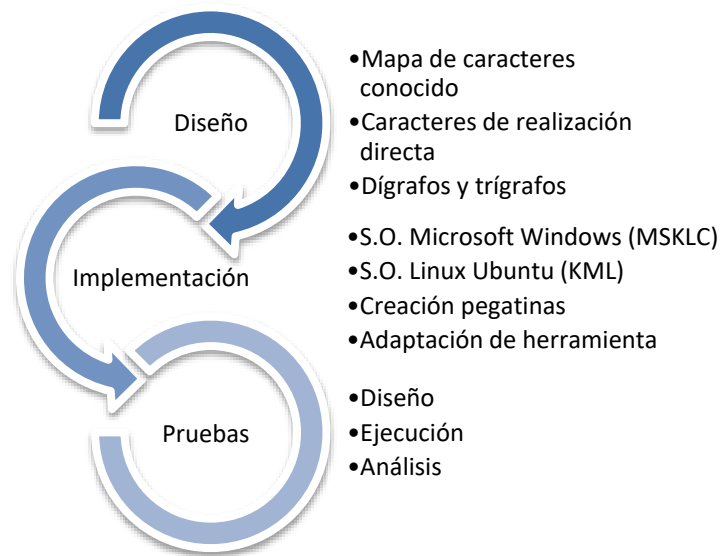 Diseño
•Mapa de caracteres
conocido
•Caracteres de realización
directa
•Dígrafos y trígrafos
Implementación
•S.O. Microsoft Windows (MSKLC)
•S.O. Linux Ubuntu (KML)
•Creación pegatinas
•Adaptación de herramienta
Pruebas
•Diseño
•Ejecución
•Análisis